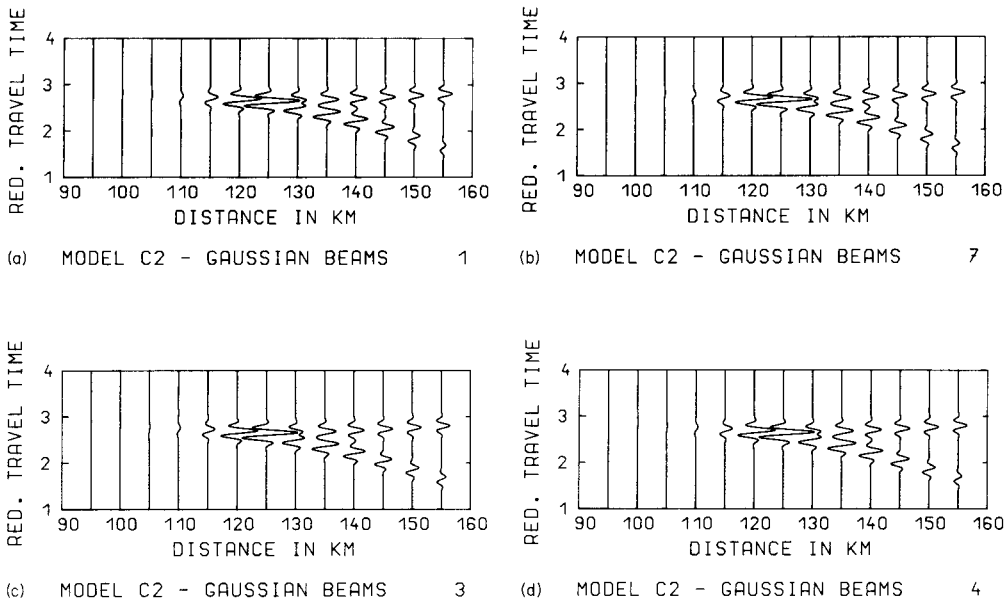 RED. TRAVEL TIME
4
3
2
1
90 100 110 120 130 140 150 160
DISTANCE IN KM
(a) MODEL C2 - GAUSSIAN BEAMS 1
RED. TRAVEL TIME
4
3
2
1
90 100 110 120 130 140 150 160
DISTANCE IN KM
(b) MODEL C2 - GAUSSIAN BEAMS 7
RED. TRAVEL TIME
4
3
2
1
90 100 110 120 130 140 150 160
DISTANCE IN KM
(c) MODEL C2 - GAUSSIAN BEAMS 3
RED. TRAVEL TIME
4
3
2
1
90 100 110 120 130 140 150 160
DISTANCE IN KM
(d) MODEL C2 - GAUSSIAN BEAMS 4